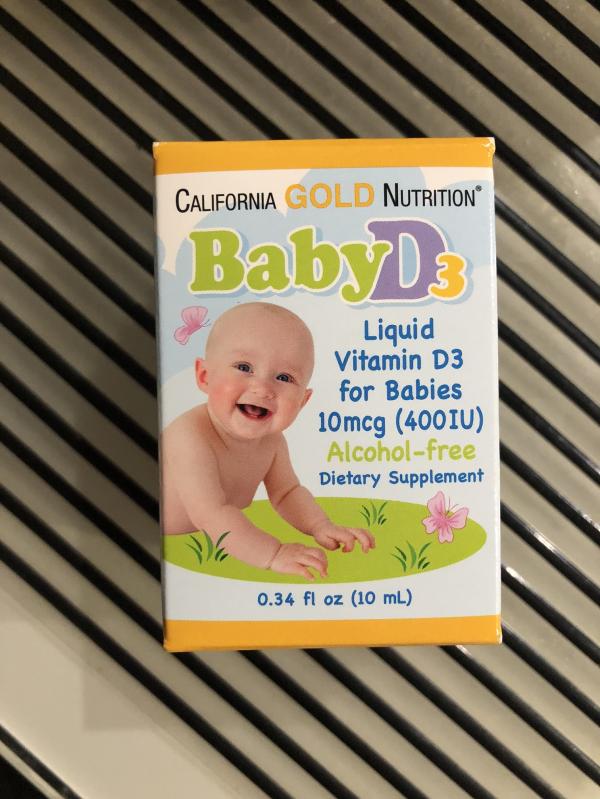 CALIFORNIA GOLD NUTRITION®
BabyD3
Liquid
Vitamin D3
for Babies
10mcg (400IU)
Alcohol-free
Dietary Supplement
0.34 fl oz (10 mL)